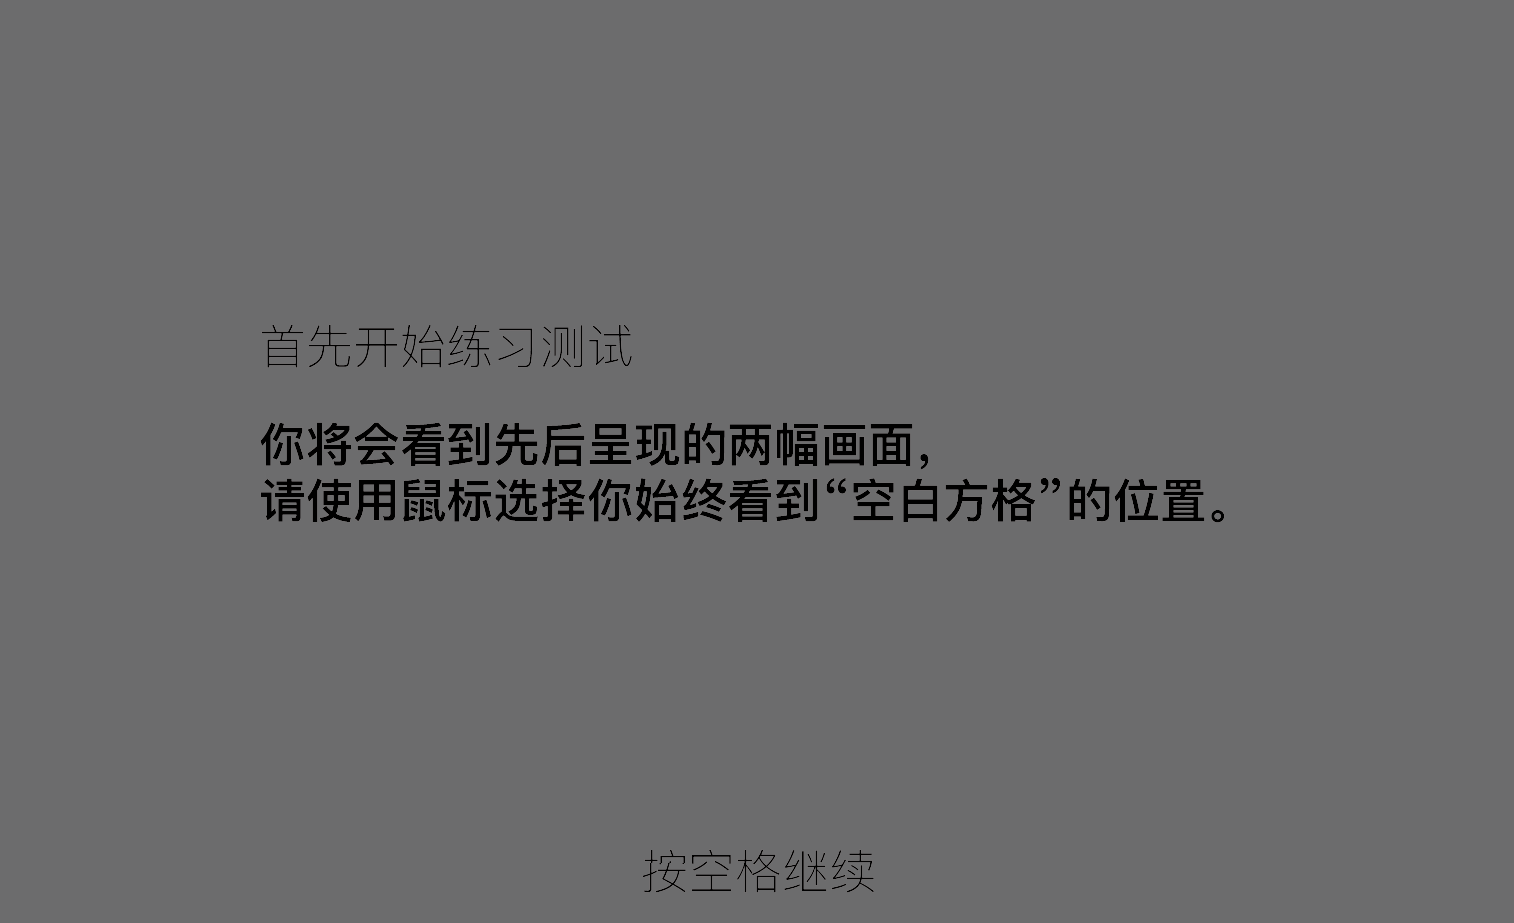 首先开始练习测试
你将会看到先后呈现的两幅画面，
请使用鼠标选择你始终看到“空白方格”的位置。
按空格继续